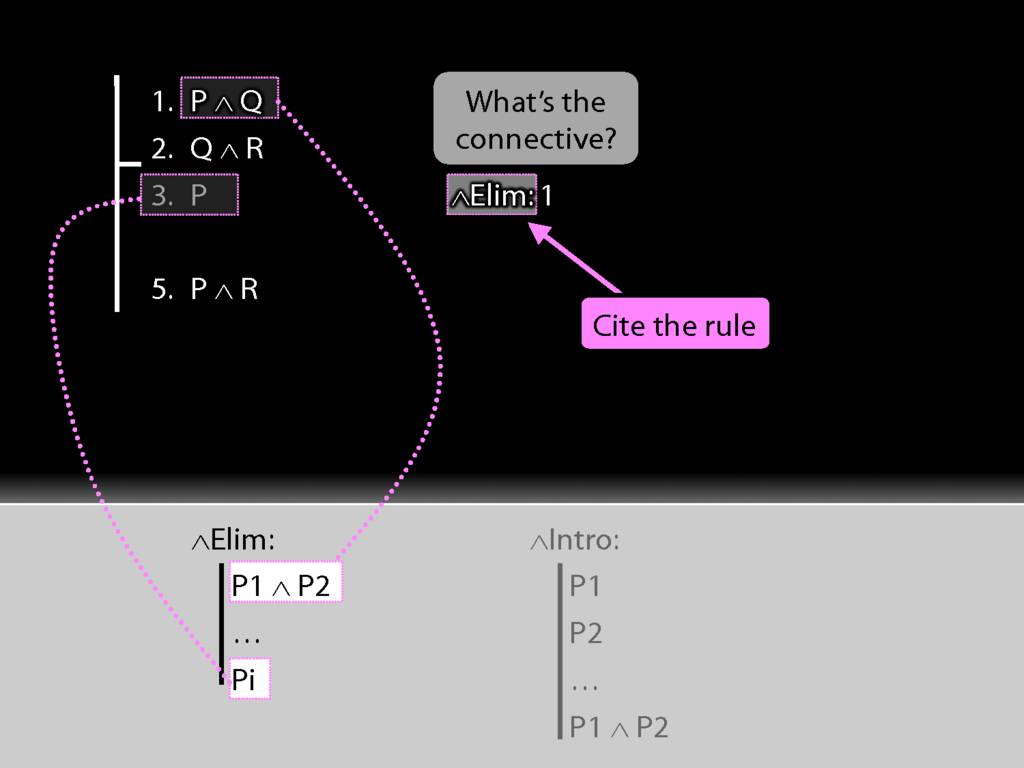 1. P ∧ Q
What's the
connective?
2. Q ∧ R
3. P
∧Elim: 1
5. P ∧ R
Cite the rule
∧Elim:
P1 ∧ P2
…
Pi
∧Intro:
P1
P2
…
P1 ∧ P2